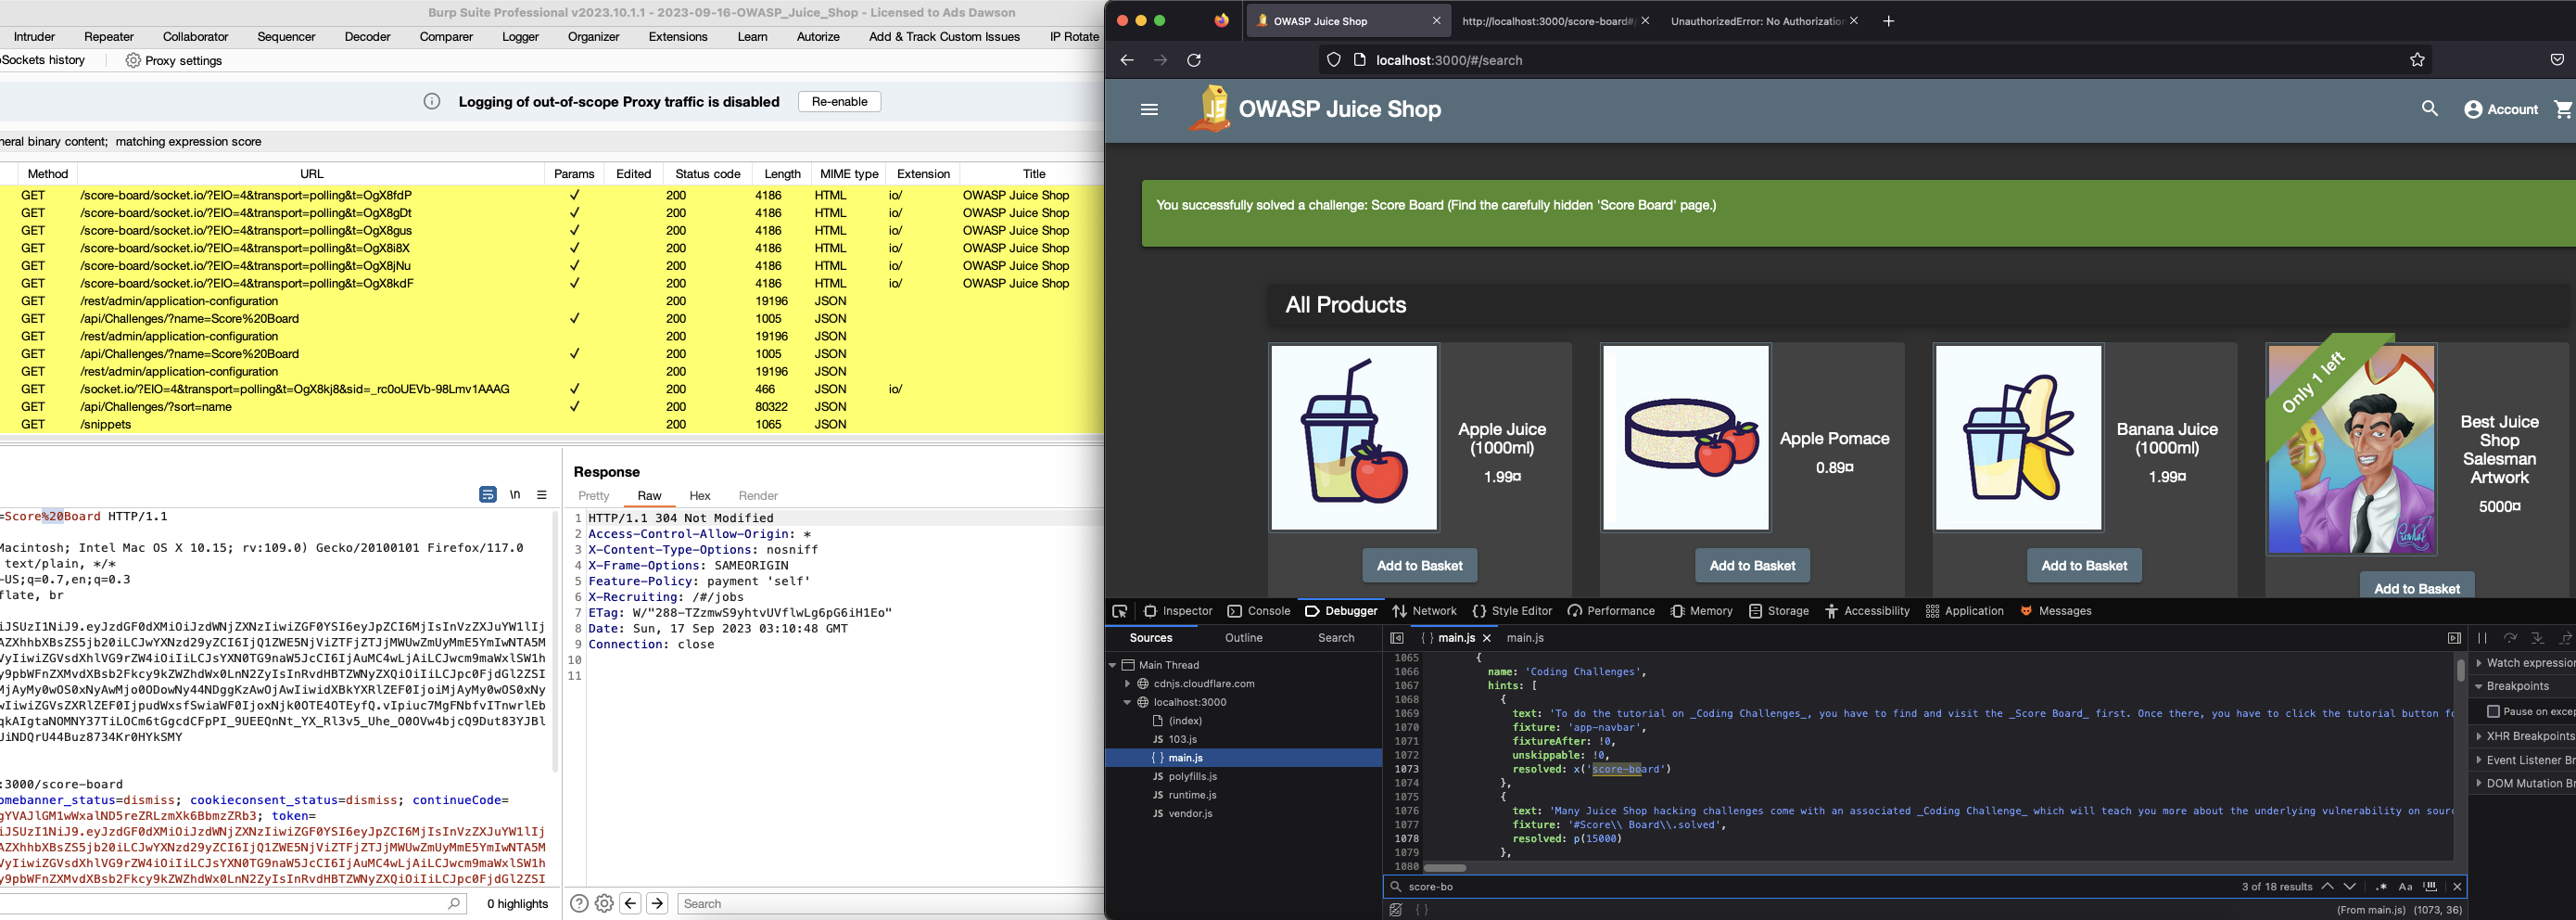 Burp Suite Professional v2023.10.1.1 - 2023-09-16-OWASP_Juice_Shop - Licensed to Ads Dawson
Intruder Repeater Collaborator Sequencer Decoder Comparer Logger Organizer Extensions Learn Autorize Add & Track Custom Issues IP Rotate
Sockets history Proxy settings
Logging of out-of-scope Proxy traffic is disabled Re-enable
neral binary content; matching expression score
Method URL Params Edited Status code Length MIME type Extension Title
GET /score-board/socket.io/?EIO=4&transport=polling&t=OgX8fdP ✓ 200 4186 HTML io/ OWASP Juice Shop
GET /score-board/socket.io/?EIO=4&transport=polling&t=OgX8gDt ✓ 200 4186 HTML io/ OWASP Juice Shop
GET /score-board/socket.io/?EIO=4&transport=polling&t=OgX8gus ✓ 200 4186 HTML io/ OWASP Juice Shop
GET /score-board/socket.io/?EIO=4&transport=polling&t=OgX8i8X ✓ 200 4186 HTML io/ OWASP Juice Shop
GET /score-board/socket.io/?EIO=4&transport=polling&t=OgX8jNu ✓ 200 4186 HTML io/ OWASP Juice Shop
GET /score-board/socket.io/?EIO=4&transport=polling&t=OgX8kdF ✓ 200 4186 HTML io/ OWASP Juice Shop
GET /rest/admin/application-configuration 200 19196 JSON
GET /api/Challenges/?name=Score%20Board ✓ 200 1005 JSON
GET /rest/admin/application-configuration 200 19196 JSON
GET /api/Challenges/?name=Score%20Board ✓ 200 1005 JSON
GET /rest/admin/application-configuration 200 19196 JSON
GET /socket.io/?EIO=4&transport=polling&t=OgX8kj8&sid=_rc0oUEVb-98Lmv1AAAG ✓ 200 466 JSON io/
GET /api/Challenges/?sort=name ✓ 200 80322 JSON
GET /snippets 200 1065 JSON
\n
=Score%20Board HTTP/1.1
Macintosh; Intel Mac OS X 10.15; rv:109.0) Gecko/20100101 Firefox/117.0
text/plain, */*
-US;q=0.7,en;q=0.3
flate, br
:3000/score-board
omebanner_status=dismiss; cookieconsent_status=dismiss; continueCode=
gYVAJlGM1wWxalND5reZRLzmXk6BbmzZRb3; token=
0 highlights
Response
Pretty Raw Hex Render
1 HTTP/1.1 304 Not Modified
2 Access-Control-Allow-Origin: *
3 X-Content-Type-Options: nosniff
4 X-Frame-Options: SAMEORIGIN
5 Feature-Policy: payment 'self'
6 X-Recruiting: /#/jobs
7 ETag: W/"288-TZzmwS9yhtvUVflwLg6pG6iH1Eo"
8 Date: Sun, 17 Sep 2023 03:10:48 GMT
9 Connection: close
10
11
Search
OWASP Juice Shop http://localhost:3000/score-board#/ UnauthorizedError: No Authorization
localhost:3000/#/search
OWASP Juice Shop Account
You successfully solved a challenge: Score Board (Find the carefully hidden 'Score Board' page.)
All Products
Apple Juice
(1000ml)
1.99¤
Add to Basket
Apple Pomace
0.89¤
Add to Basket
Banana Juice
(1000ml)
1.99¤
Add to Basket
Only 1 left
Best Juice
Shop
Salesman
Artwork
5000¤
Add to Basket
Inspector Console Debugger Network Style Editor Performance Memory Storage Accessibility Application Messages
Sources Outline Search
Main Thread
cdnjs.cloudflare.com
localhost:3000
(index)
JS 103.js
{ } main.js
JS polyfills.js
JS runtime.js
JS vendor.js
{ } main.js main.js
1065 {
1066 name: 'Coding Challenges',
1067 hints: [
1068 {
1069 text: 'To do the tutorial on _Coding Challenges_, you have to find and visit the _Score Board_ first. Once there, you have to click the tutorial button fo
1070 fixture: 'app-navbar',
1071 fixtureAfter: !0,
1072 unskippable: !0,
1073 resolved: x('score-board')
1074 },
1075 {
1076 text: 'Many Juice Shop hacking challenges come with an associated _Coding Challenge_ which will teach you more about the underlying vulnerability on sourc
1077 fixture: '#Score\\ Board\\.solved',
1078 resolved: p(15000)
1079 },
1080
score-bo 3 of 18 results .* Aa
{ } (From main.js) (1073, 36)
Watch expression
Breakpoints
Pause on excep
XHR Breakpoints
Event Listener Br
DOM Mutation Br